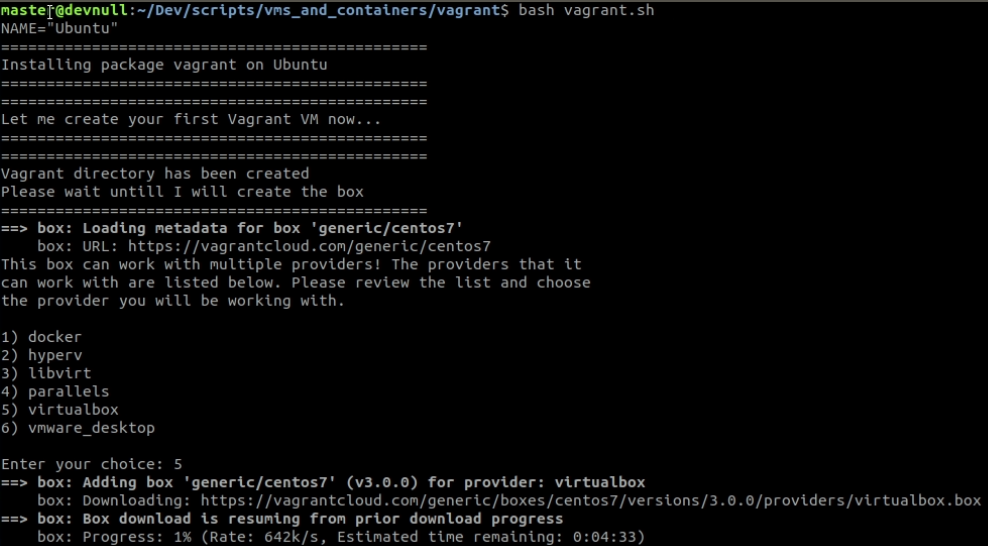 master@devnull:~/Dev/scripts/vms_and_containers/vagrant$ bash vagrant.sh
NAME="Ubuntu"
===============================================
Installing package vagrant on Ubuntu
===============================================
===============================================
Let me create your first Vagrant VM now...
===============================================
===============================================
Vagrant directory has been created
Please wait untill I will create the box
===============================================
==> box: Loading metadata for box 'generic/centos7'
    box: URL: https://vagrantcloud.com/generic/centos7
This box can work with multiple providers! The providers that it
can work with are listed below. Please review the list and choose
the provider you will be working with.

1) docker
2) hyperv
3) libvirt
4) parallels
5) virtualbox
6) vmware_desktop

Enter your choice: 5
==> box: Adding box 'generic/centos7' (v3.0.0) for provider: virtualbox
    box: Downloading: https://vagrantcloud.com/generic/boxes/centos7/versions/3.0.0/providers/virtualbox.box
==> box: Box download is resuming from prior download progress
    box: Progress: 1% (Rate: 642k/s, Estimated time remaining: 0:04:33)